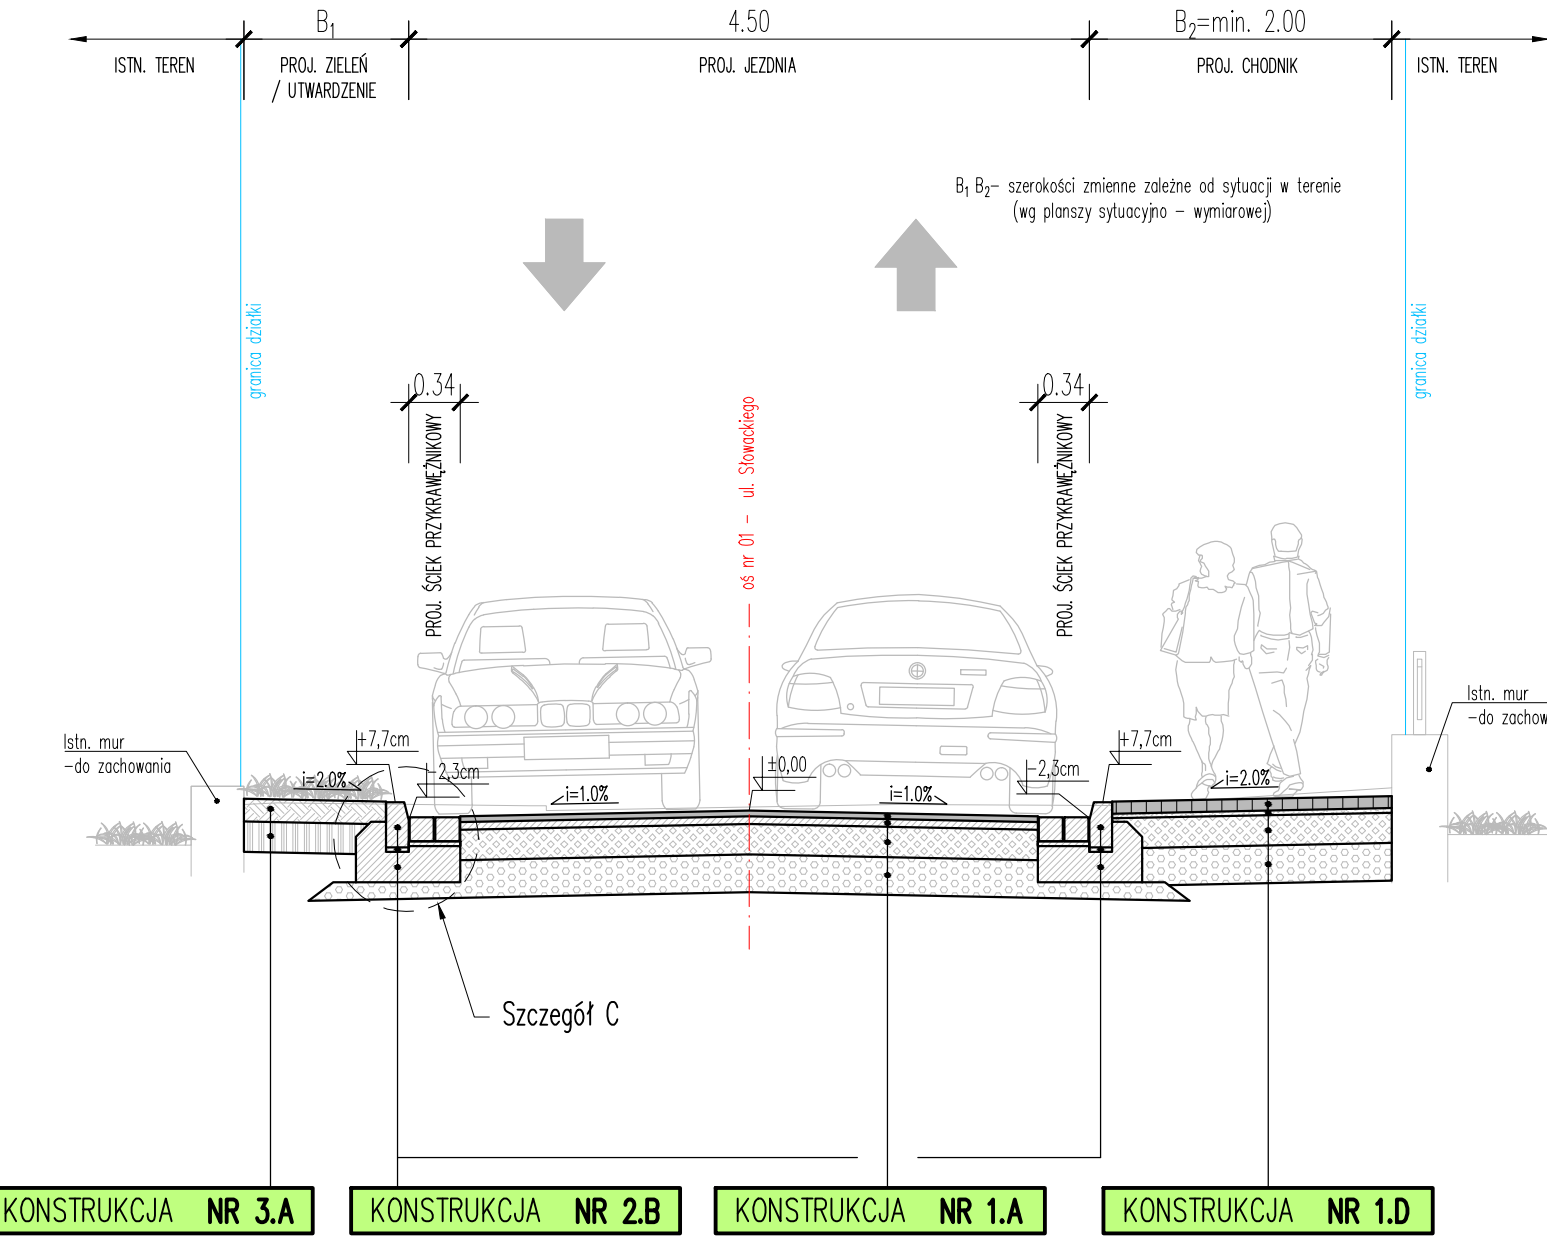 B1
4.50
B2=min. 2.00
ISTN. TEREN
PROJ. ZIELEŃ
/ UTWARDZENIE
PROJ. JEZDNIA
PROJ. CHODNIK
ISTN. TEREN
B1 B2- szerokości zmienne zależne od sytuacji w terenie
(wg planszy sytuacyjno - wymiarowej)
granica działki
granica działki
0.34
0.34
PROJ. ŚCIEK PRZYKRAWĘŻNIKOWY
oś nr 01 - ul. Słowackiego
PROJ. ŚCIEK PRZYKRAWĘŻNIKOWY
Istn. mur
-do zachowania
Istn. mur
-do zachow
+7,7cm
-2,3cm
±0,00
-2,3cm
+7,7cm
i=2.0%
i=1.0%
i=1.0%
i=2.0%
Szczegół C
KONSTRUKCJA NR 3.A
KONSTRUKCJA NR 2.B
KONSTRUKCJA NR 1.A
KONSTRUKCJA NR 1.D